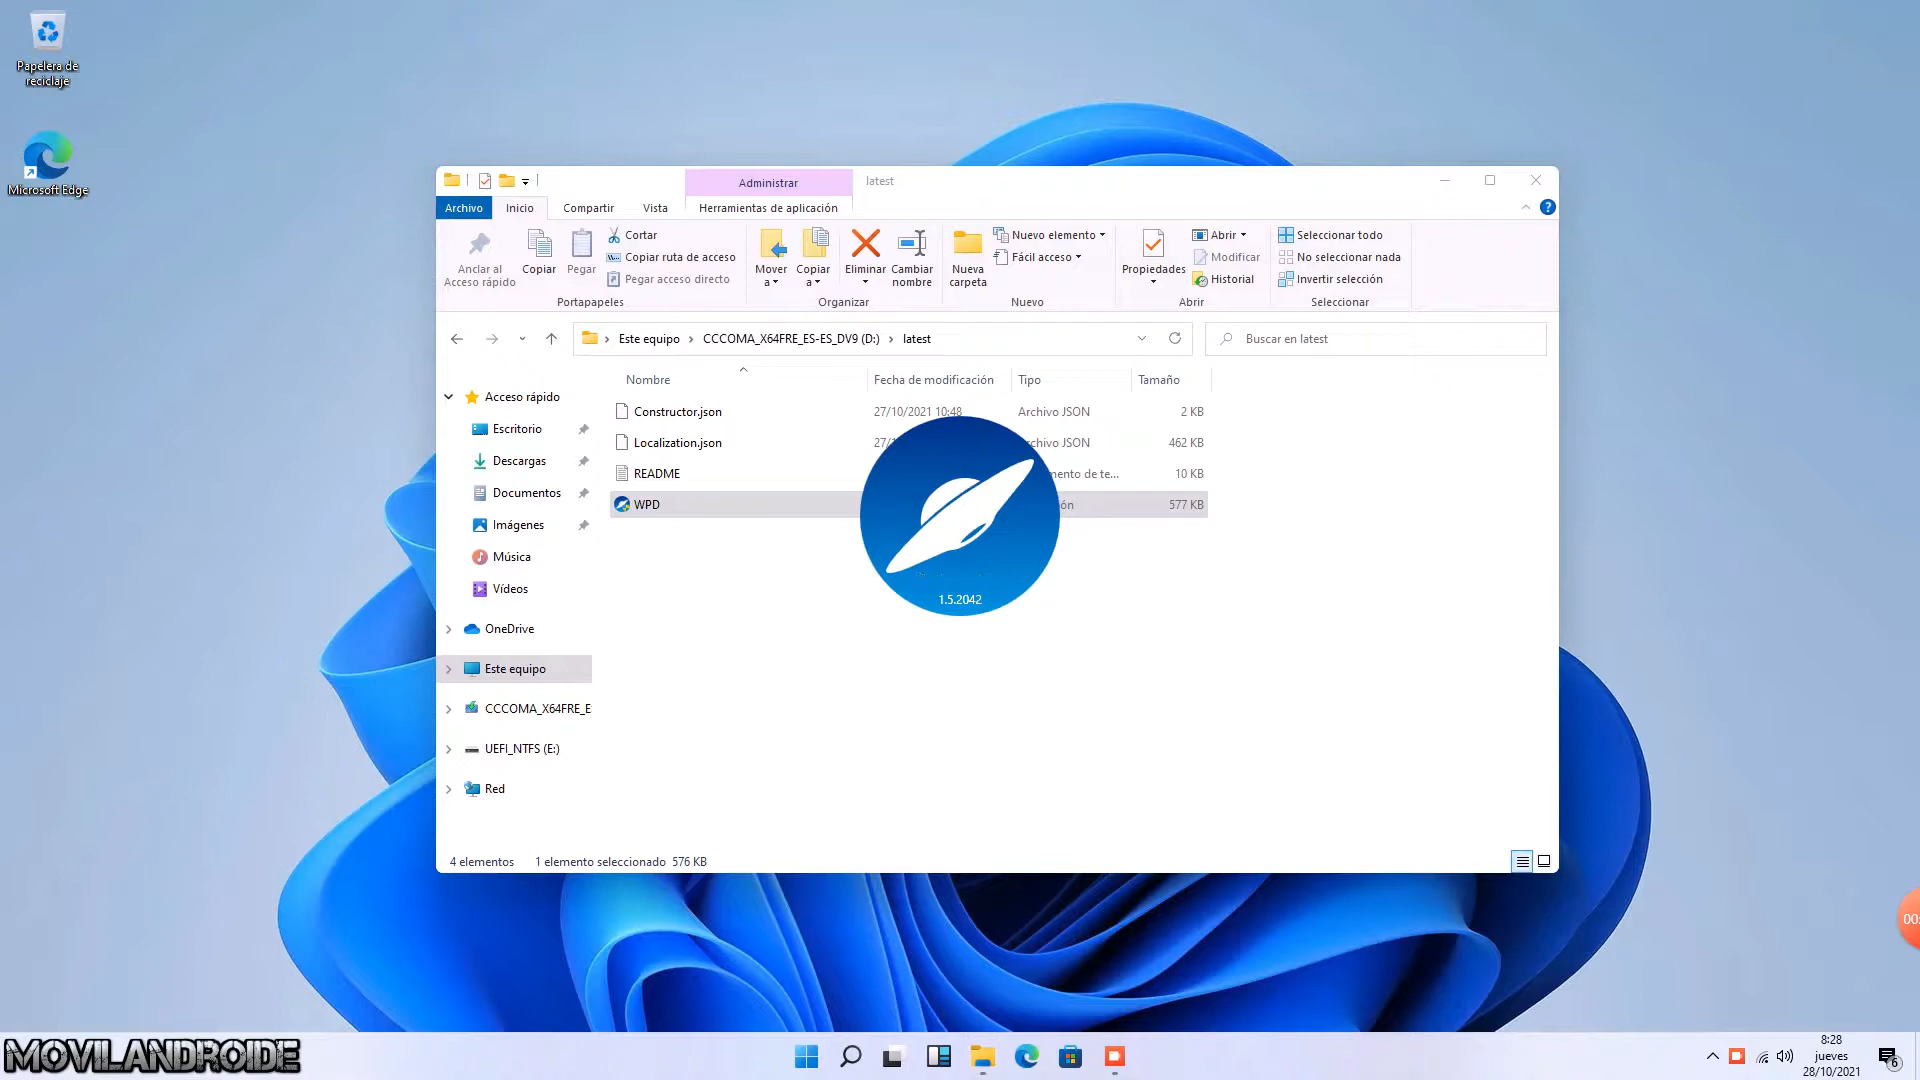 Papelera de
reciclaje
Microsoft Edge
Administrar
latest
Archivo
Inicio
Compartir
Vista
Herramientas de aplicación
Anclar al
Acceso rápido
Copiar
Pegar
Cortar
Copiar ruta de acceso
Pegar acceso directo
Portapapeles
Mover
a
Copiar
a
Eliminar
Cambiar
nombre
Organizar
Nueva
carpeta
Nuevo elemento
Fácil acceso
Nuevo
Propiedades
Abrir
Modificar
Historial
Abrir
Seleccionar todo
No seleccionar nada
Invertir selección
Seleccionar
Este equipo > CCCOMA_X64FRE_ES-ES_DV9 (D:) > latest
Buscar en latest
Nombre
Fecha de modificación
Tipo
Tamaño
Constructor.json
27/10/2021 10:48
Archivo JSON
2 KB
Localization.json
27/
chivo JSON
462 KB
README
mento de te...
10 KB
WPD
ón
577 KB
1.5.2042
Acceso rápido
Escritorio
Descargas
Documentos
Imágenes
Música
Vídeos
OneDrive
Este equipo
CCCOMA_X64FRE_E
UEFI_NTFS (E:)
Red
4 elementos
1 elemento seleccionado 576 KB
00:
MOVILANDROIDE
8:28
jueves
28/10/2021
6